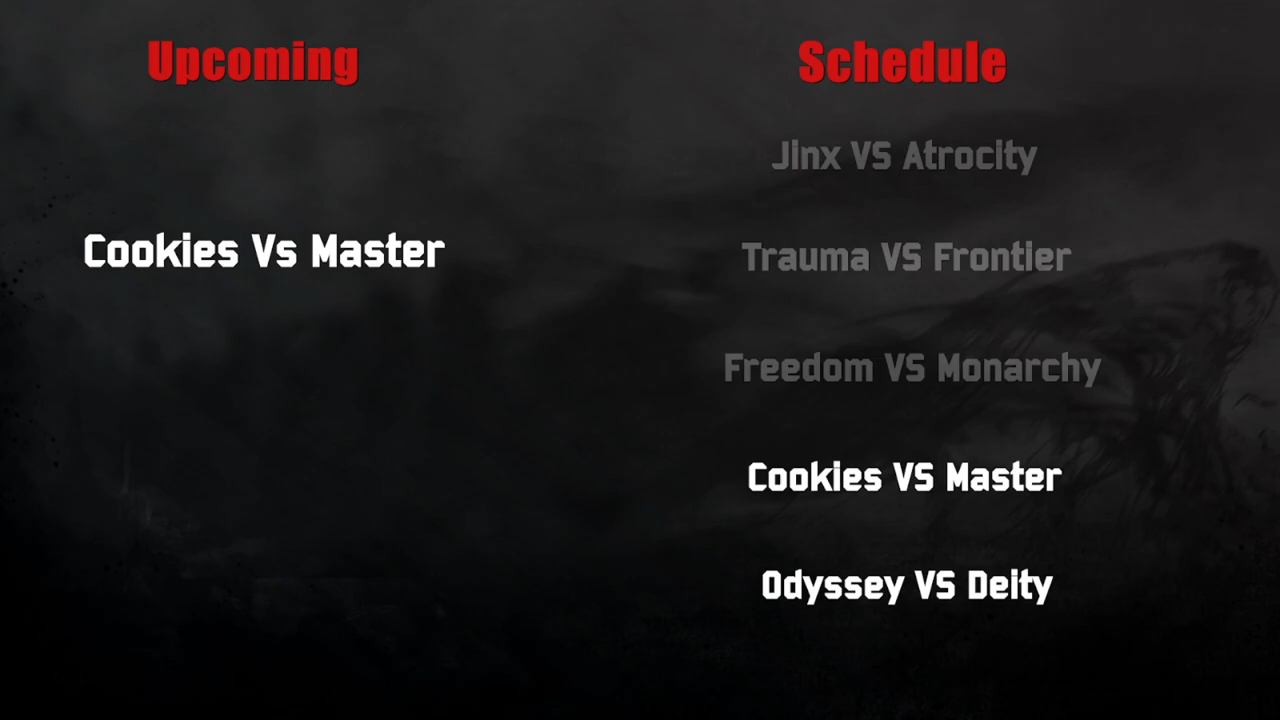 Upcoming
Cookies Vs Master
Schedule
Jinx VS Atrocity
Trauma VS Frontier
Freedom VS Monarchy
Cookies VS Master
Odyssey VS Deity